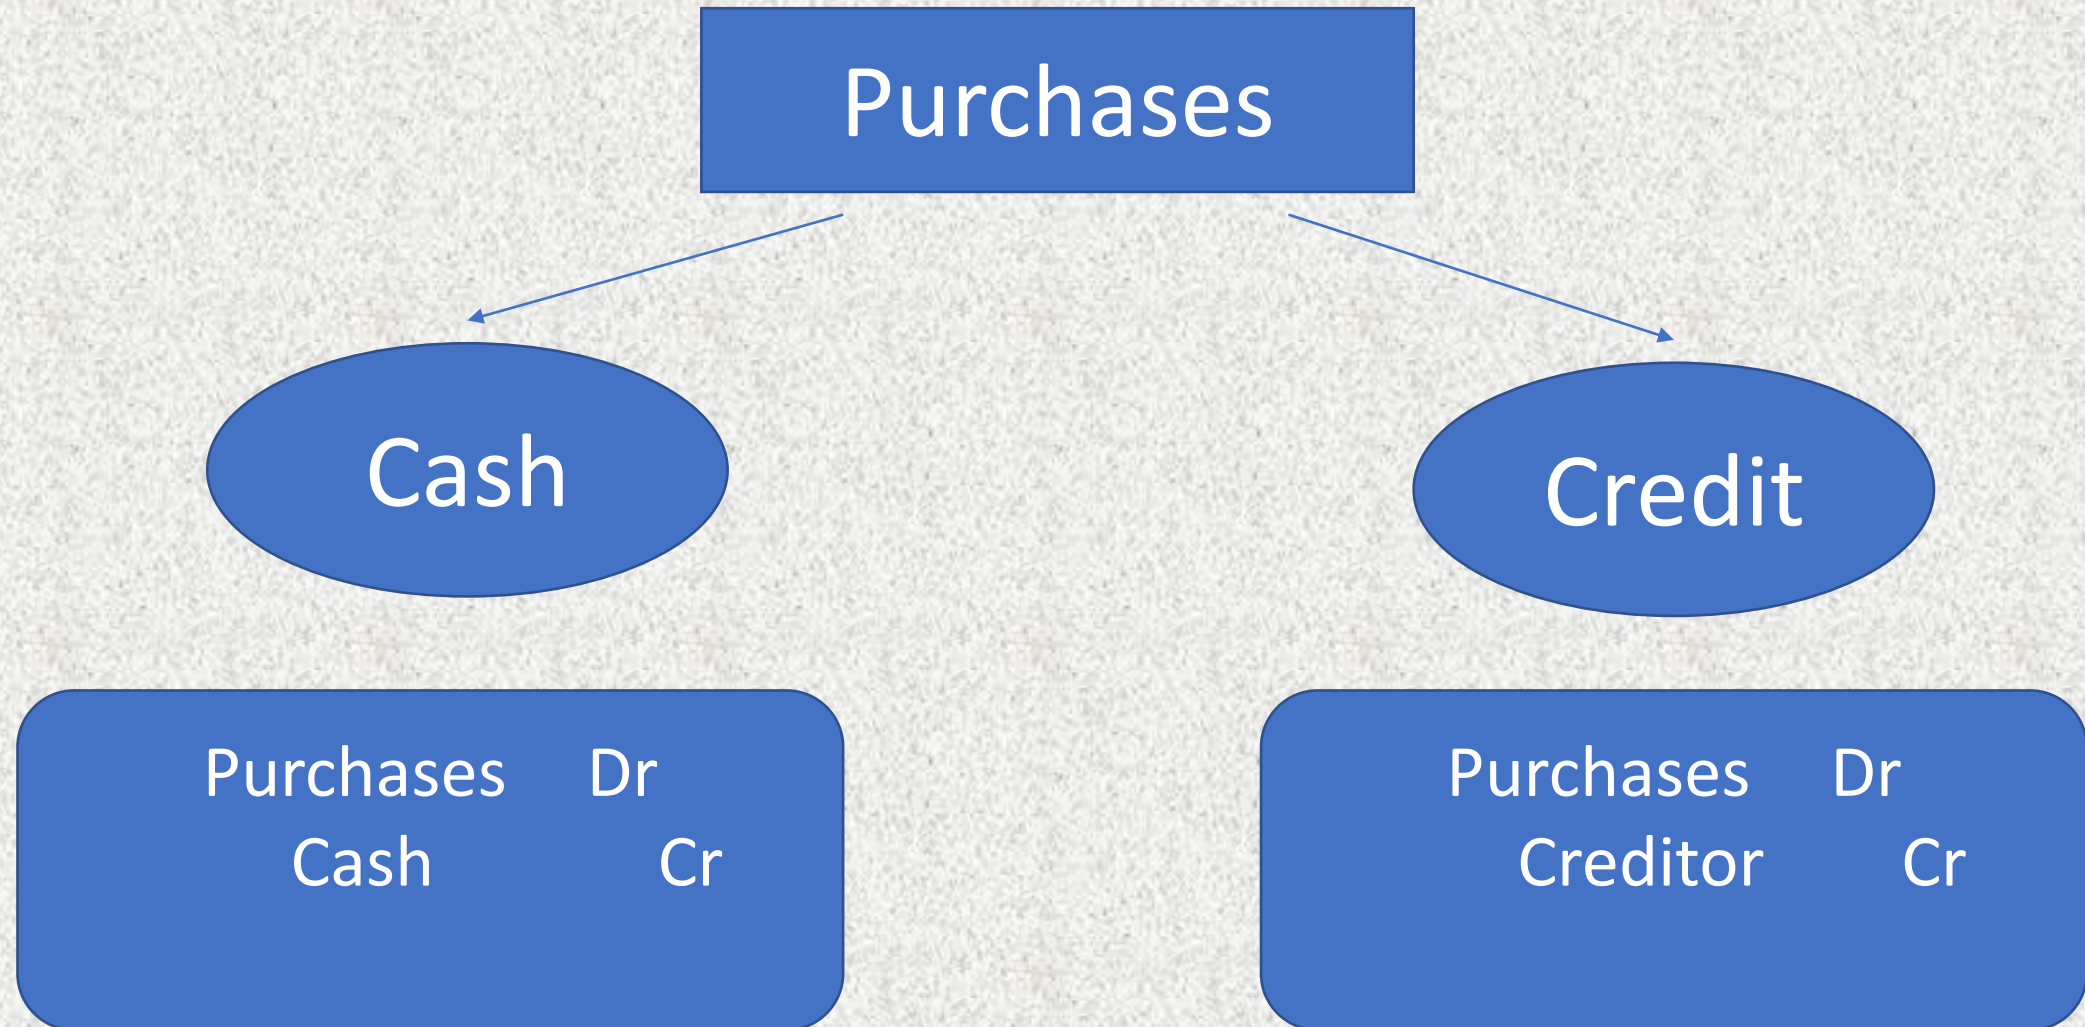 Purchases
Cash
Credit
Purchases Dr
Cash Cr
Purchases Dr
Creditor Cr